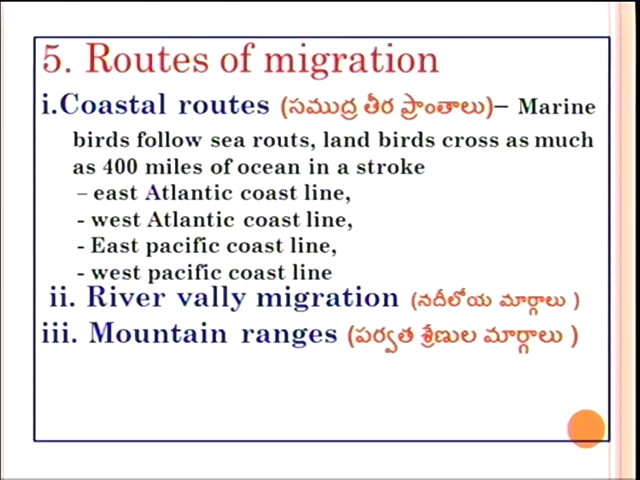 5. Routes of migration
i.Coastal routes (సముద్ర తీర ప్రాంతాలు)– Marine
birds follow sea routs, land birds cross as much
as 400 miles of ocean in a stroke
– east Atlantic coast line,
- west Atlantic coast line,
- East pacific coast line,
- west pacific coast line
ii. River vally migration (నదీలోయ మార్గాలు )
iii. Mountain ranges (పర్వత శ్రేణుల మార్గాలు )